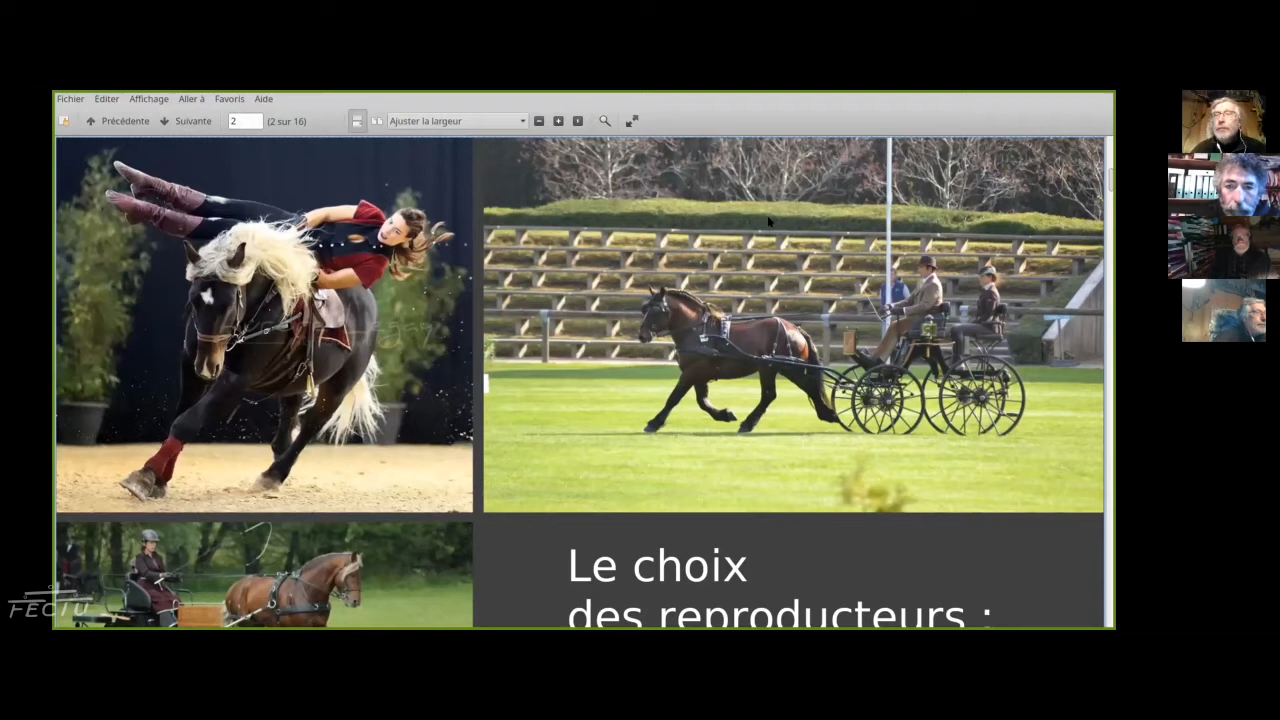 Fichier Editer Affichage Aller à Favoris Aide
Précédente Suivante 2 (2 sur 16) Ajuster la largeur
Le choix
des reproducteurs :
FECTU